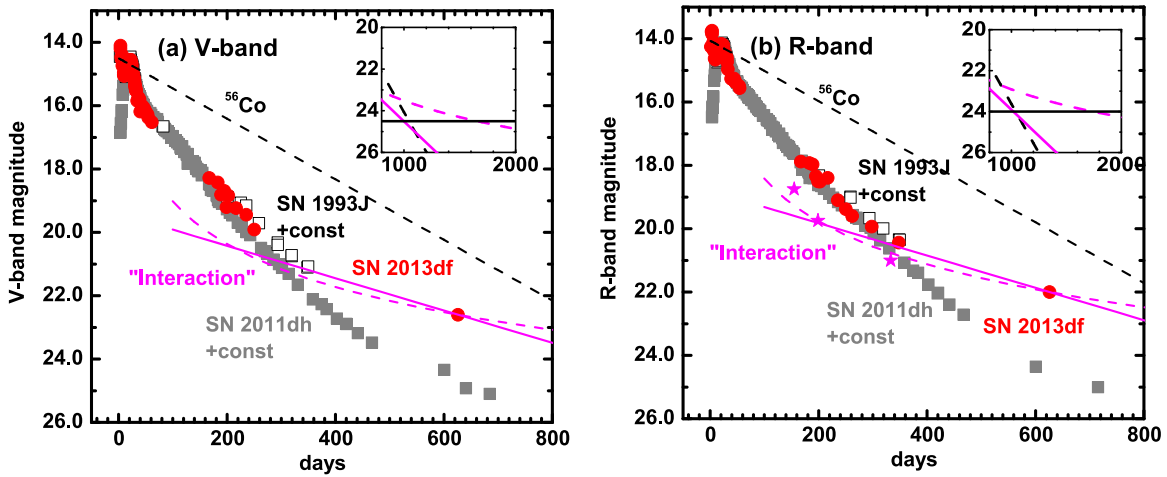 (a) V-band
V-band magnitude
14.0
16.0
18.0
20.0
22.0
24.0
26.0
0
200
400
600
800
days
56Co
SN 1993J
+const
SN 2013df
"Interaction"
SN 2011dh
+const
20
22
24
26
1000
2000
(b) R-band
R-band magnitude
14.0
16.0
18.0
20.0
22.0
24.0
26.0
0
200
400
600
800
days
56Co
SN 1993J
+const
"Interaction"
SN 2011dh
+const
SN 2013df
20
22
24
26
1000
2000